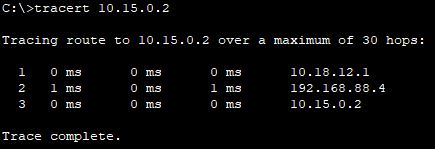 C:\>tracert 10.15.0.2
Tracing route to 10.15.0.2 over a maximum of 30 hops:
1 0 ms 0 ms 0 ms 10.18.12.1
2 1 ms 0 ms 1 ms 192.168.88.4
3 0 ms 0 ms 0 ms 10.15.0.2
Trace complete.